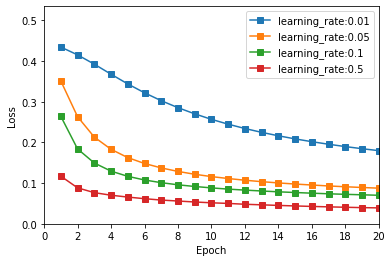 0.5
0.4
0.3
0.2
0.1
0.0
Loss
learning_rate:0.01
learning_rate:0.05
learning_rate:0.1
learning_rate:0.5
0 2 4 6 8 10 12 14 16 18 20
Epoch